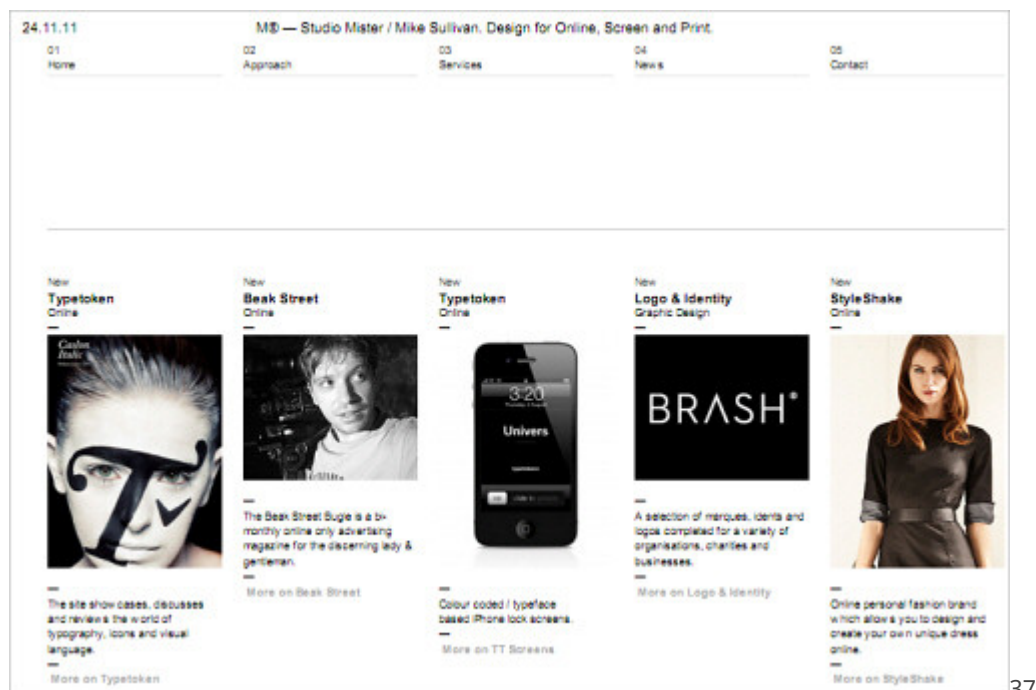 24.11.11
M® — Studio Mister / Mike Sullivan. Design for Online, Screen and Print.
01
Home
02
Approach
03
Services
04
News
05
Contact
New
Typetoken
Online
Caslon
Italic
The site showcases, discusses
and reviews the world of
typography, icons and visual
language.
More on Typetoken
New
Beak Street
Online
The Beak Street Bugle is a bi-
monthly online only advertising
magazine for the discerning lady &
gentleman.
More on Beak Street
New
Typetoken
Online
3:20
Univers
Colour coded / typeface
based iPhone lock screens.
More on TT Screens
New
Logo & Identity
Graphic Design
BRASH®
A selection of marques, idents and
logos completed for a variety of
organisations, charities and
businesses.
More on Logo & Identity
New
StyleShake
Online
Online personal fashion brand
which allows you to design and
create your own unique dress
online.
More on StyleShake
37